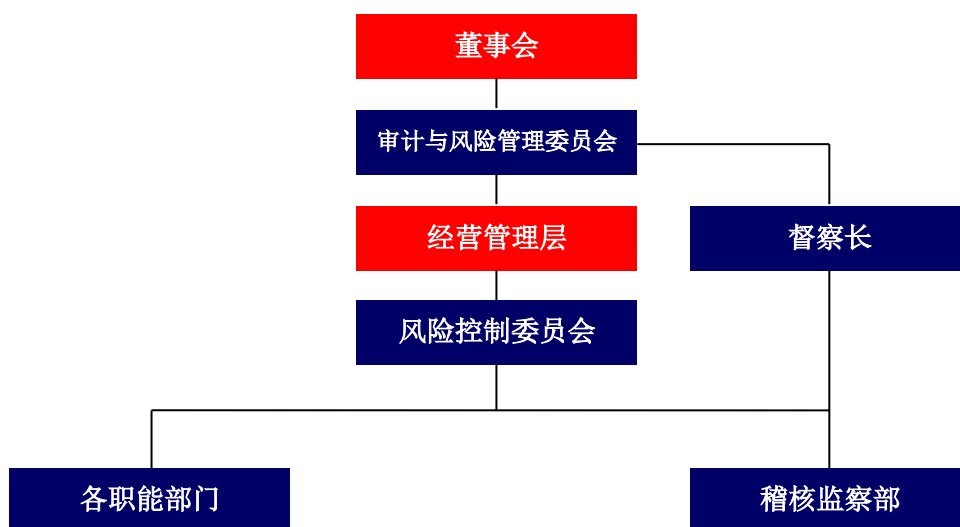 董事会
审计与风险管理委员会
经营管理层
督察长
风险控制委员会
各职能部门
稽核监察部